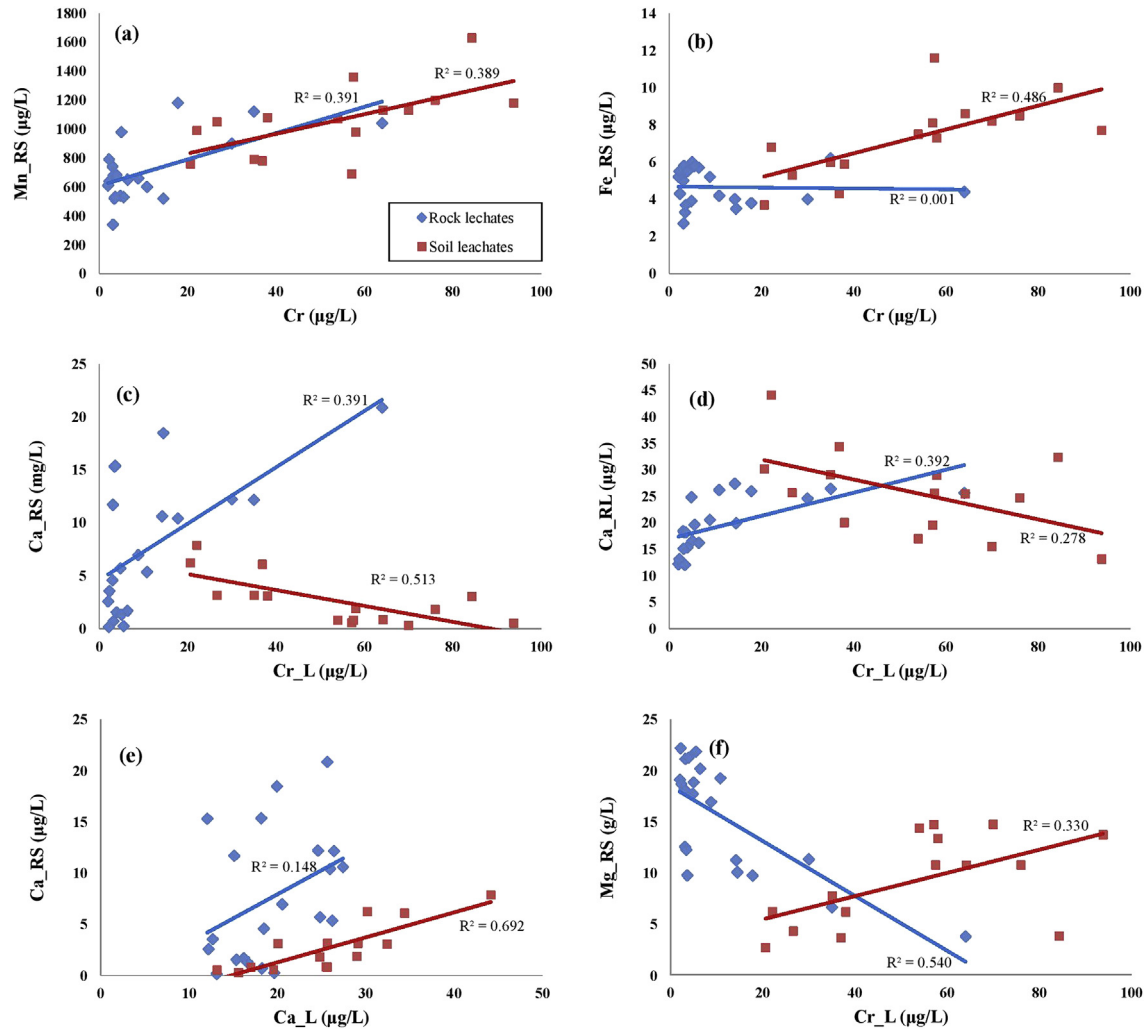 (a)
Mn_RS (µg/L)
1800
1600
1400
1200
1000
800
600
400
200
0
R² = 0.391
R² = 0.389
Rock lechates
Soil leachates
0 20 40 60 80 100
Cr (µg/L)
(b)
Fe_RS (µg/L)
14
12
10
8
6
4
2
0
R² = 0.486
R² = 0.001
0 20 40 60 80 100
Cr (µg/L)
(c)
Ca_RS (mg/L)
25
20
15
10
5
0
R² = 0.391
R² = 0.513
0 20 40 60 80 100
Cr_L (µg/L)
(d)
Ca_RL (µg/L)
50
45
40
35
30
25
20
15
10
5
0
R² = 0.392
R² = 0.278
0 20 40 60 80 100
Cr_L (µg/L)
(e)
Ca_RS (µg/L)
25
20
15
10
5
0
R² = 0.148
R² = 0.692
0 10 20 30 40 50
Ca_L (µg/L)
(f)
Mg_RS (g/L)
25
20
15
10
5
0
R² = 0.330
R² = 0.540
0 20 40 60 80 100
Cr_L (µg/L)